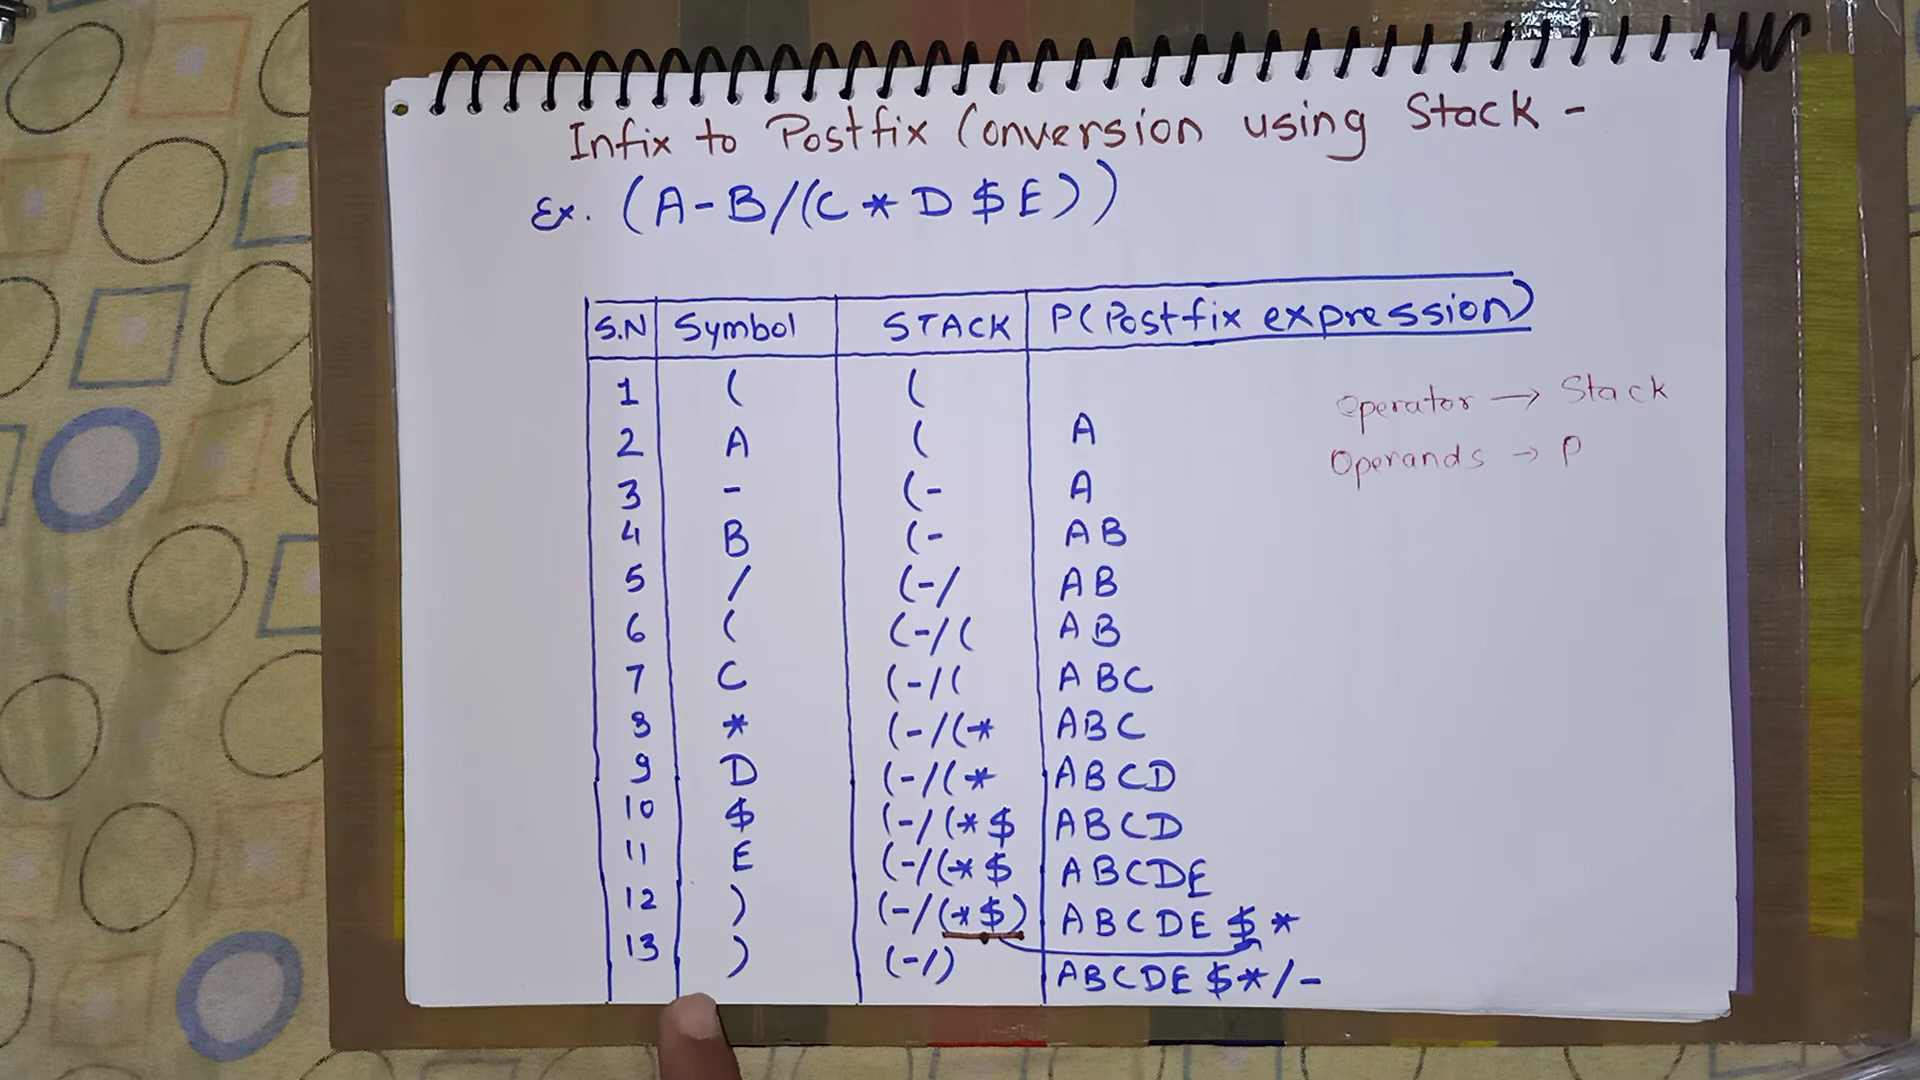 Infix to Postfix Conversion using Stack -
Ex. (A-B/(C * D $ E))
S.N Symbol STACK P(Postfix expression)
1 ( (
2 A ( A
3 - (- A
4 B (- AB
5 / (-/ AB
6 ( (-/( AB
7 C (-/( ABC
8 * (-/(* ABC
9 D (-/(* ABCD
10 $ (-/(*$ ABCD
11 E (-/(*$ ABCDE
12 ) (-/(*$) ABCDE$*
13 ) (-/) ABCDE$*/-
Operator → Stack
Operands → P